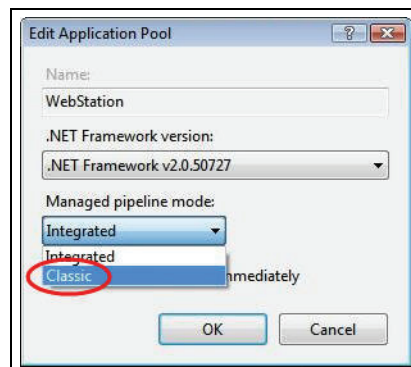 Edit Application Pool
Name:
WebStation
.NET Framework version:
.NET Framework v2.0.50727
Managed pipeline mode:
Integrated
Integrated
Classic
mmediately
OK
Cancel